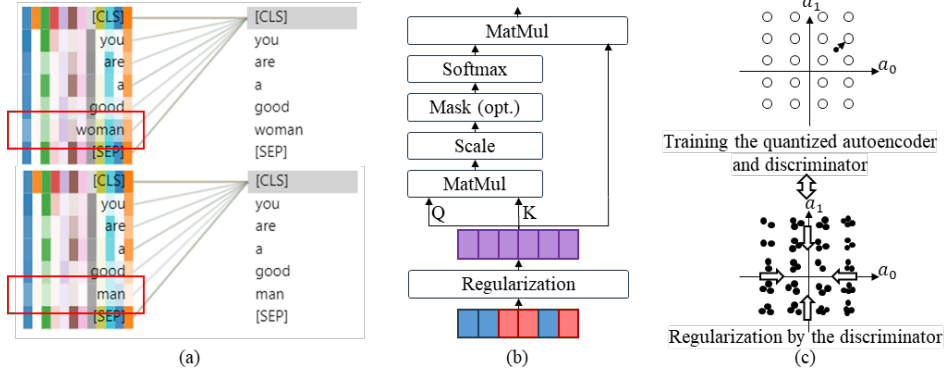 [CLS] [CLS]
you you
are are
a a
good good
woman woman
[SEP] [SEP]
[CLS] [CLS]
you you
are are
a a
good good
man man
[SEP] [SEP]
(a)
MatMul
Softmax
Mask (opt.)
Scale
MatMul
Q K
Regularization
(b)
a₁
a₀
Training the quantized autoencoder
and discriminator
a₁
a₀
Regularization by the discriminator
(c)